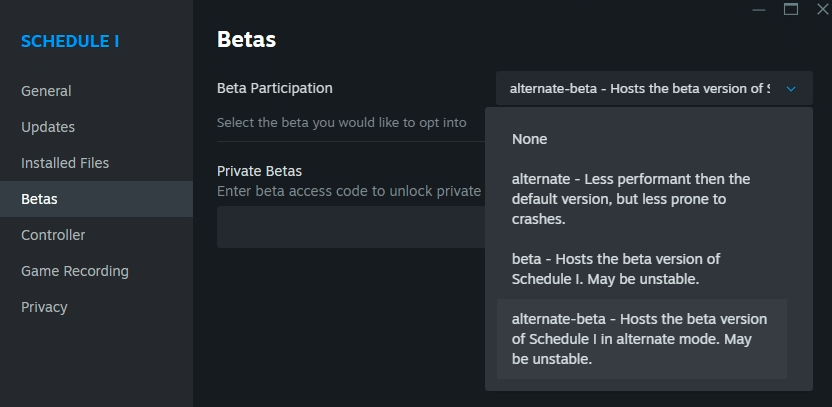 SCHEDULE I
General
Updates
Installed Files
Betas
Controller
Game Recording
Privacy
Betas
Beta Participation
alternate-beta - Hosts the beta version of
Select the beta you would like to opt into
Private Betas
Enter beta access code to unlock private
None
alternate - Less performant then the
default version, but less prone to
crashes.
beta - Hosts the beta version of
Schedule I. May be unstable.
alternate-beta - Hosts the beta version
of Schedule I in alternate mode. May
be unstable.